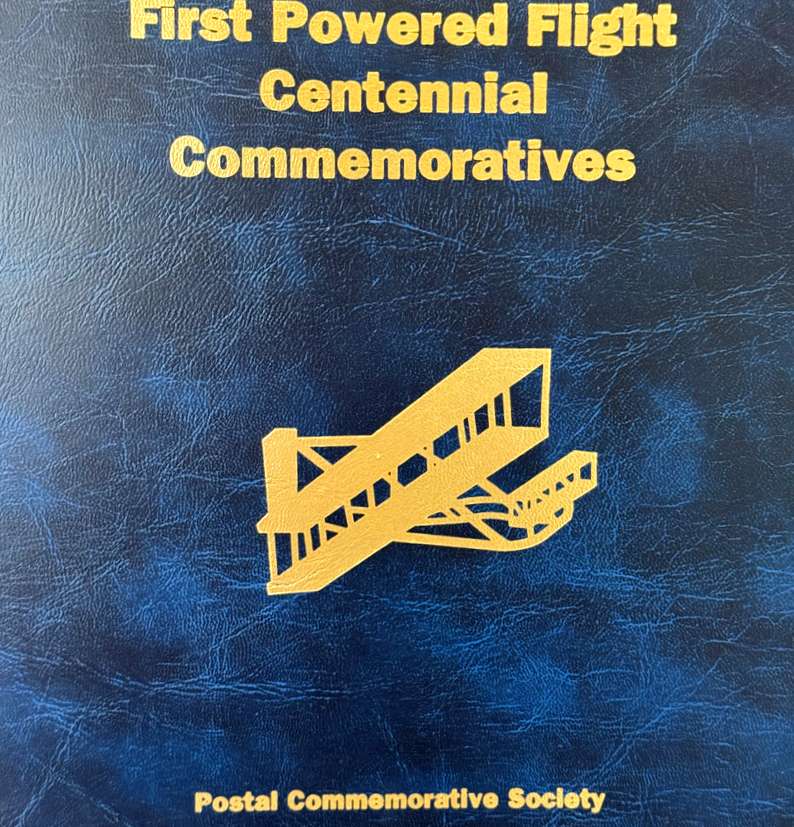 First Powered Flight
Centennial
Commemoratives
Postal Commemorative Society